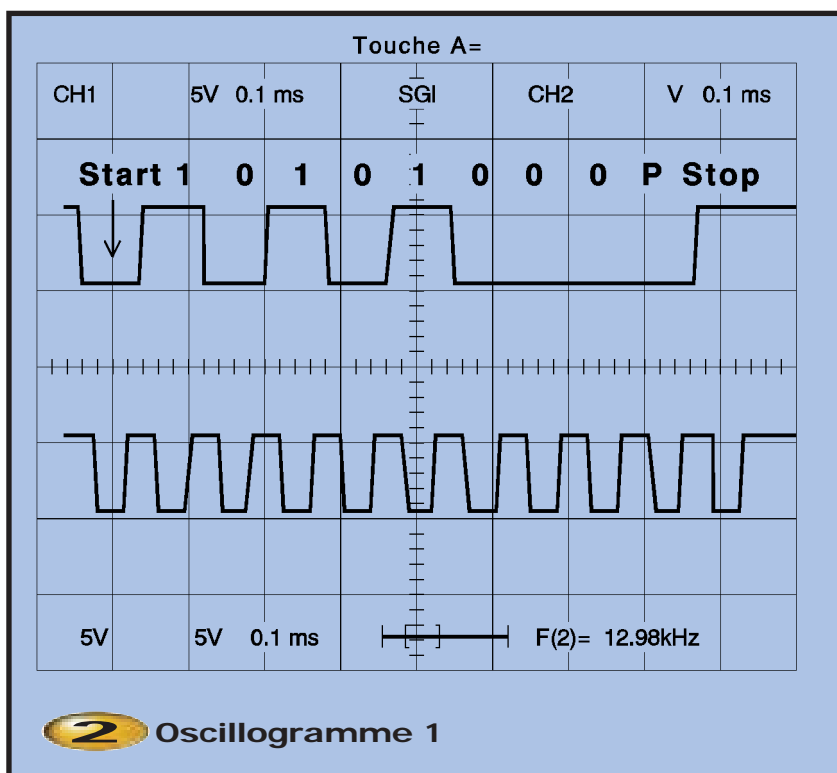 Touche A=
CH1 5V 0.1 ms SGI CH2 V 0.1 ms
Start 1 0 1 0 1 0 0 0 P Stop
5V 5V 0.1 ms F(2)= 12.98kHz
2 Oscillogramme 1